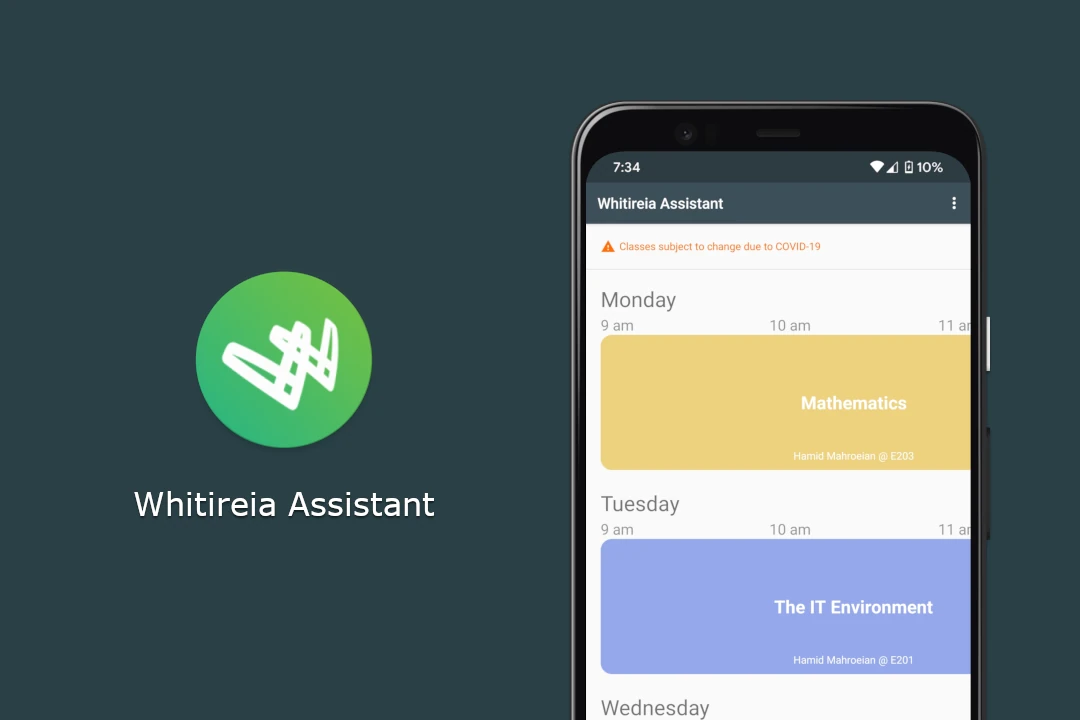 Whitireia Assistant
7:34
10%
Whitireia Assistant
Classes subject to change due to COVID-19
Monday
9 am 10 am 11 am
Mathematics
Hamid Mahroeian @ E203
Tuesday
9 am 10 am 11 am
The IT Environment
Hamid Mahroeian @ E201
Wednesday